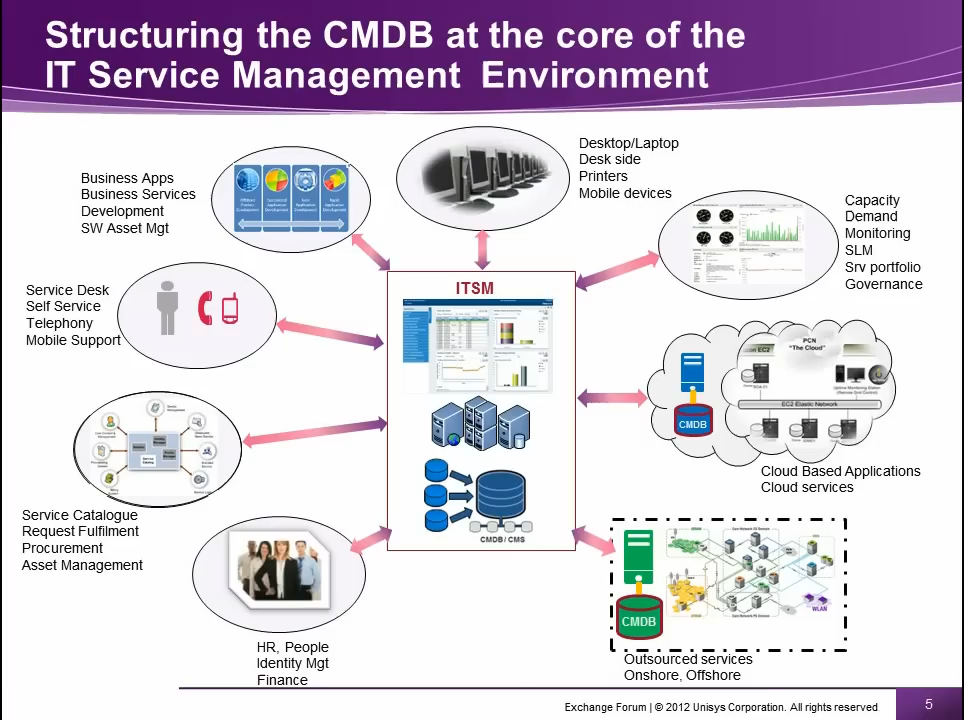 Structuring the CMDB at the core of the
IT Service Management Environment
Desktop/Laptop
Desk side
Printers
Mobile devices
Business Apps
Business Services
Development
SW Asset Mgt
Capacity
Demand
Monitoring
SLM
Srv portfolio
Governance
Service Desk
Self Service
Telephony
Mobile Support
ITSM
PCN
"The Cloud"
EC2 Elastic Network
CMDB
Cloud Based Applications
Cloud services
Service Catalogue
Request Fulfilment
Procurement
Asset Management
CMDB / CMS
WLAN
CMDB
HR, People
Identity Mgt
Finance
Outsourced services
Onshore, Offshore
Exchange Forum | © 2012 Unisys Corporation. All rights reserved
5